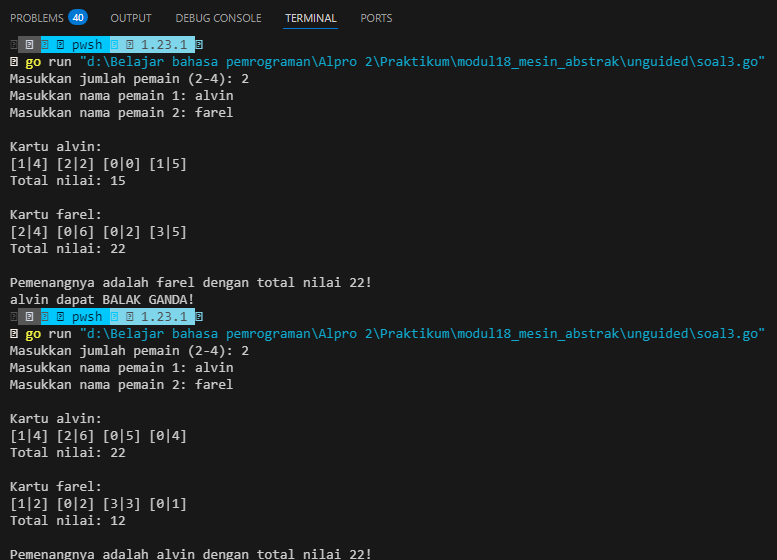 PROBLEMS 40 OUTPUT DEBUG CONSOLE TERMINAL PORTS
pwsh 1.23.1
go run "d:\Belajar bahasa pemrograman\Alpro 2\Praktikum\modul18_mesin_abstrak\unguided\soal3.go"
Masukkan jumlah pemain (2-4): 2
Masukkan nama pemain 1: alvin
Masukkan nama pemain 2: farel
Kartu alvin:
[1|4] [2|2] [0|0] [1|5]
Total nilai: 15
Kartu farel:
[2|4] [0|6] [0|2] [3|5]
Total nilai: 22
Pemenangnya adalah farel dengan total nilai 22!
alvin dapat BALAK GANDA!
pwsh 1.23.1
go run "d:\Belajar bahasa pemrograman\Alpro 2\Praktikum\modul18_mesin_abstrak\unguided\soal3.go"
Masukkan jumlah pemain (2-4): 2
Masukkan nama pemain 1: alvin
Masukkan nama pemain 2: farel
Kartu alvin:
[1|4] [2|6] [0|5] [0|4]
Total nilai: 22
Kartu farel:
[1|2] [0|2] [3|3] [0|1]
Total nilai: 12
Pemenangnya adalah alvin dengan total nilai 22!